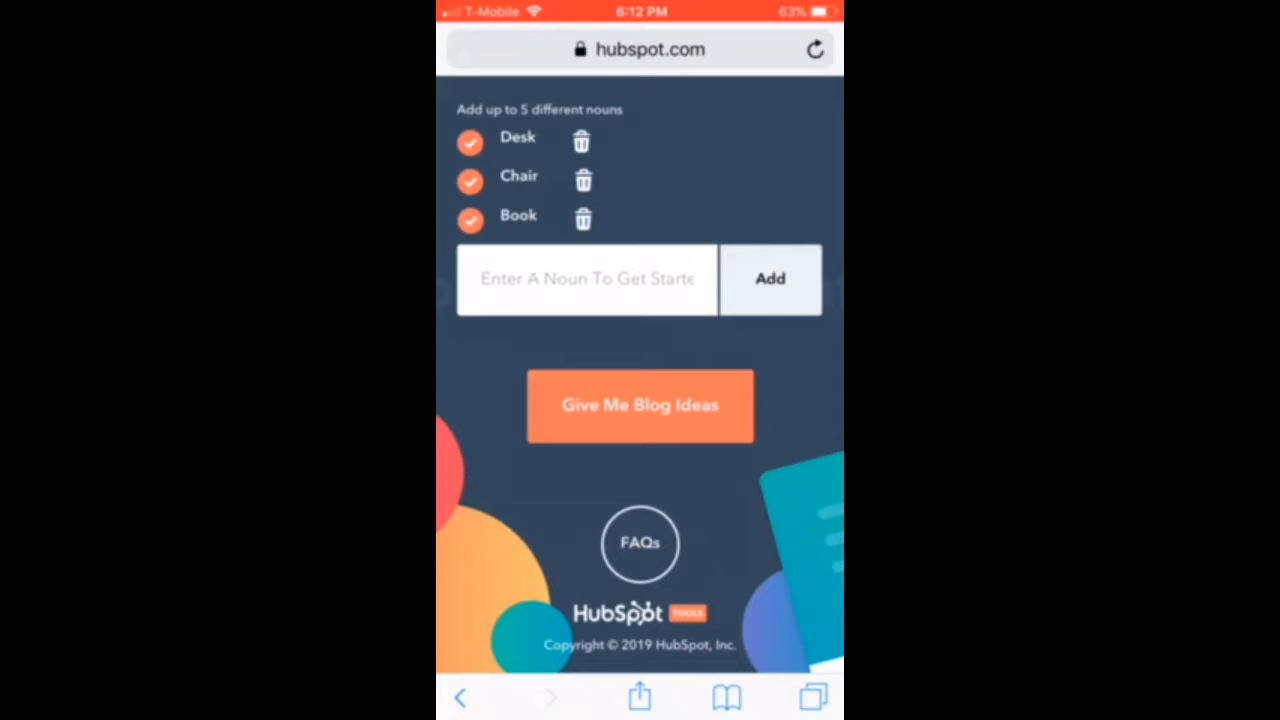 T-Mobile 6:12 PM 63%
hubspot.com
Add up to 5 different nouns
Desk
Chair
Book
Enter A Noun To Get Starte
Add
Give Me Blog Ideas
FAQs
HubSpot TOOLS
Copyright © 2019 HubSpot, Inc.